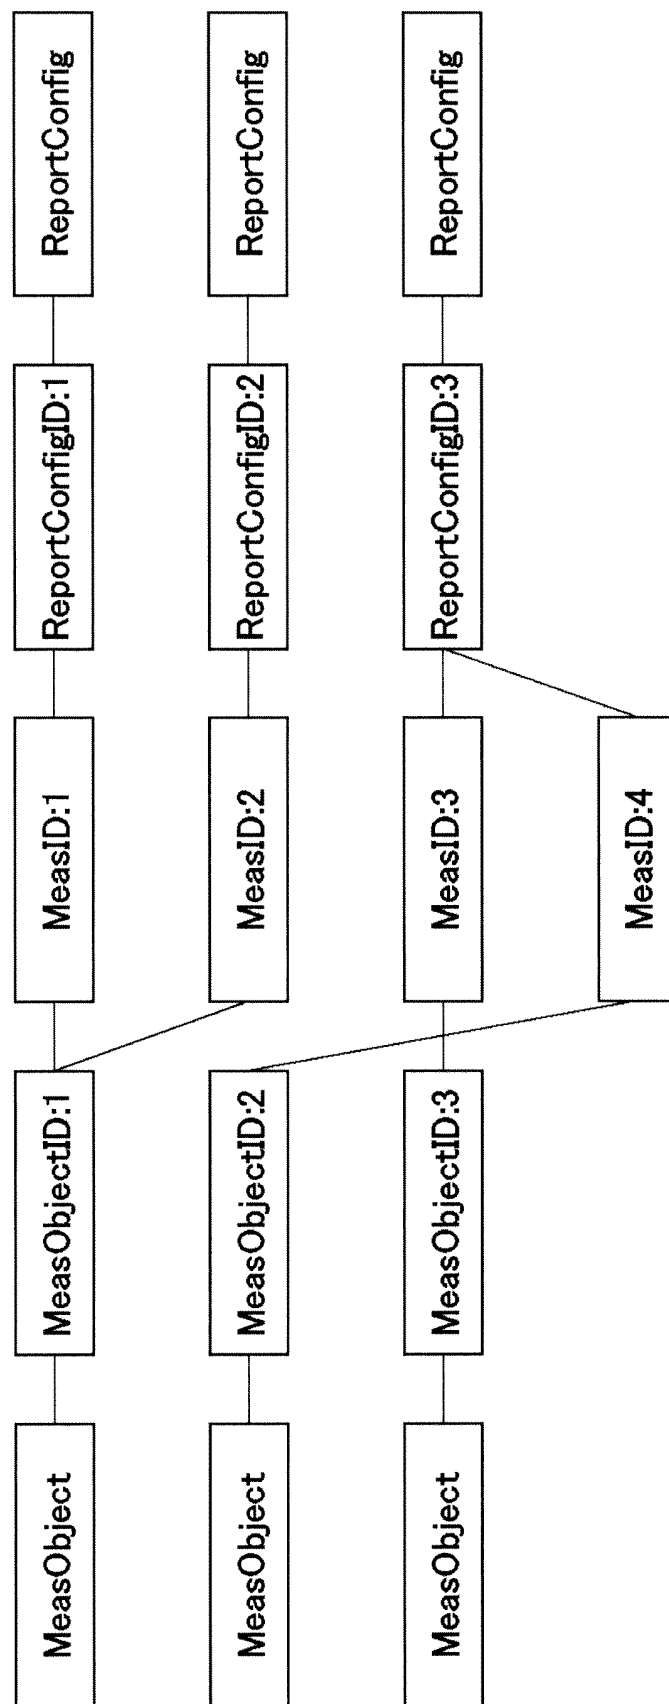 MeasObject
MeasObjectID:1
MeasID:1
ReportConfigID:1
ReportConfig
MeasObject
MeasObjectID:2
MeasID:2
ReportConfigID:2
ReportConfig
MeasObject
MeasObjectID:3
MeasID:3
ReportConfigID:3
ReportConfig
MeasID:4